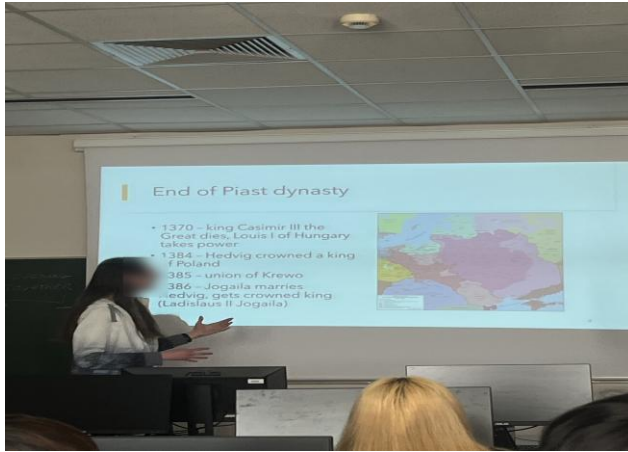 End of Piast dynasty
• 1370 – king Casimir III the
Great dies, Louis I of Hungary
takes power
• 1384 – Hedvig crowned a king
f Poland
385 – union of Krewo
386 – Jogaila marries
edvig, gets crowned king
(Ladislaus II Jogaila)